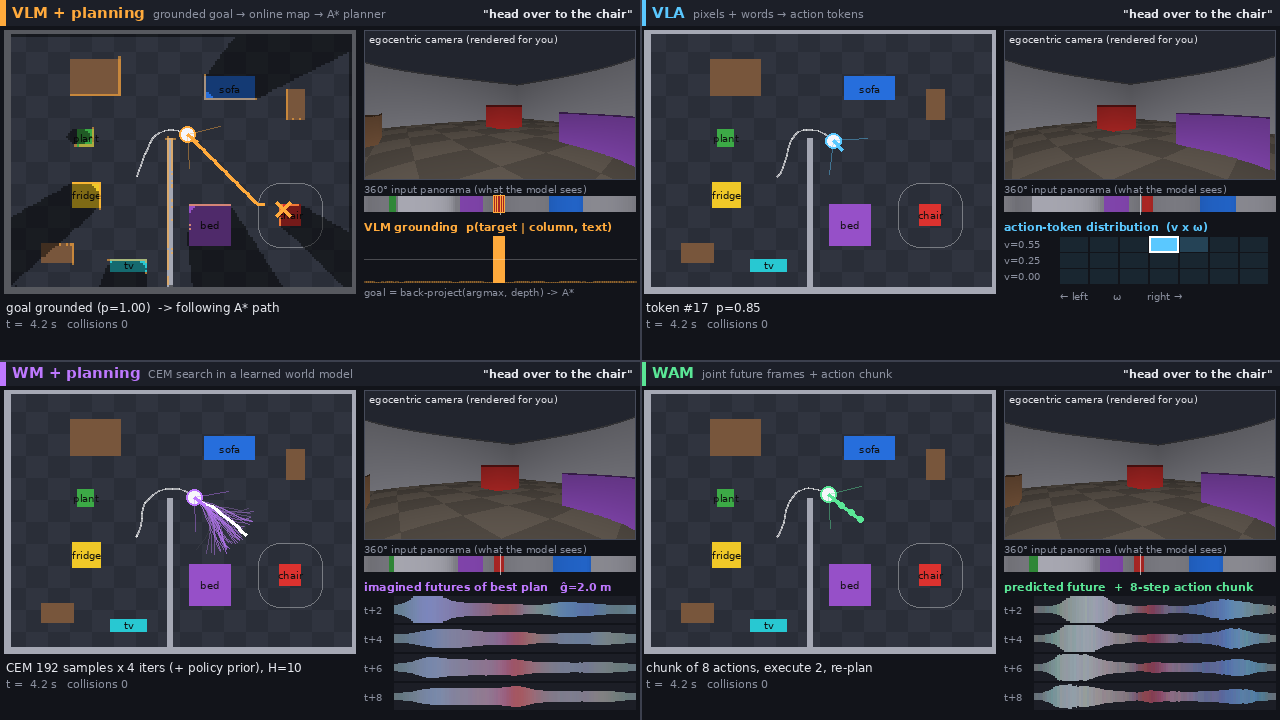 VLM + planning grounded goal → online map → A* planner "head over to the chair"
egocentric camera (rendered for you)
sofa
plant
fridge
bed
chair
tv
360° input panorama (what the model sees)
VLM grounding p(target | column, text)
goal = back-project(argmax, depth) -> A*
goal grounded (p=1.00) -> following A* path
t = 4.2 s collisions 0
VLA pixels + words → action tokens "head over to the chair"
egocentric camera (rendered for you)
sofa
plant
fridge
bed
chair
tv
360° input panorama (what the model sees)
action-token distribution (v x ω)
v=0.55
v=0.25
v=0.00
← left ω right →
token #17 p=0.85
t = 4.2 s collisions 0
WM + planning CEM search in a learned world model "head over to the chair"
egocentric camera (rendered for you)
sofa
plant
fridge
bed
chair
tv
360° input panorama (what the model sees)
imagined futures of best plan ĝ=2.0 m
t+2
t+4
t+6
t+8
CEM 192 samples x 4 iters (+ policy prior), H=10
t = 4.2 s collisions 0
WAM joint future frames + action chunk "head over to the chair"
egocentric camera (rendered for you)
sofa
plant
fridge
bed
chair
tv
360° input panorama (what the model sees)
predicted future + 8-step action chunk
t+2
t+4
t+6
t+8
chunk of 8 actions, execute 2, re-plan
t = 4.2 s collisions 0